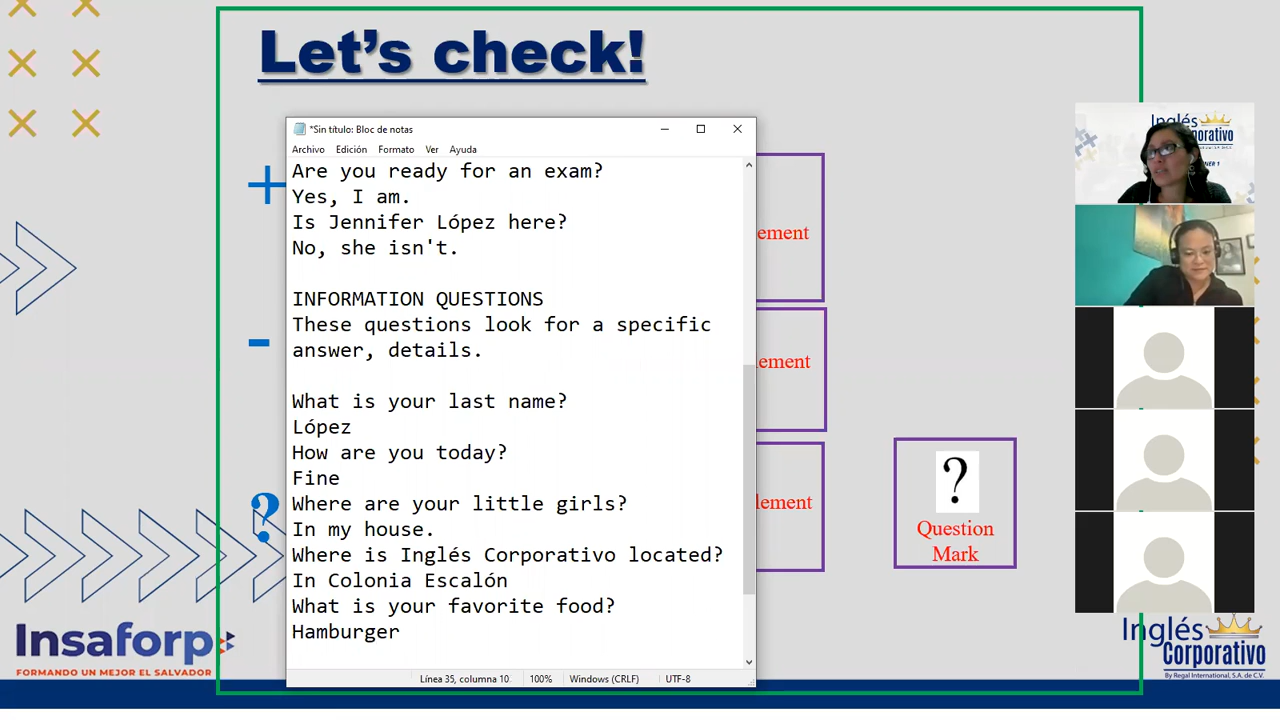 Let's check!
*Sin título: Bloc de notas
Archivo Edición Formato Ver Ayuda
Are you ready for an exam?
Yes, I am.
Is Jennifer López here?
No, she isn't.
INFORMATION QUESTIONS
These questions look for a specific
answer, details.
What is your last name?
López
How are you today?
Fine
Where are your little girls?
In my house.
Where is Inglés Corporativo located?
In Colonia Escalón
What is your favorite food?
Hamburger
Línea 35, columna 10 100% Windows (CRLF) UTF-8
+
-
?
ement
lement
lement
?
Question
Mark
Inglés
Corporativo
Insaforp
FORMANDO UN MEJOR EL SALVADOR
Inglés
Corporativo
By Regal International, S.A. de C.V.